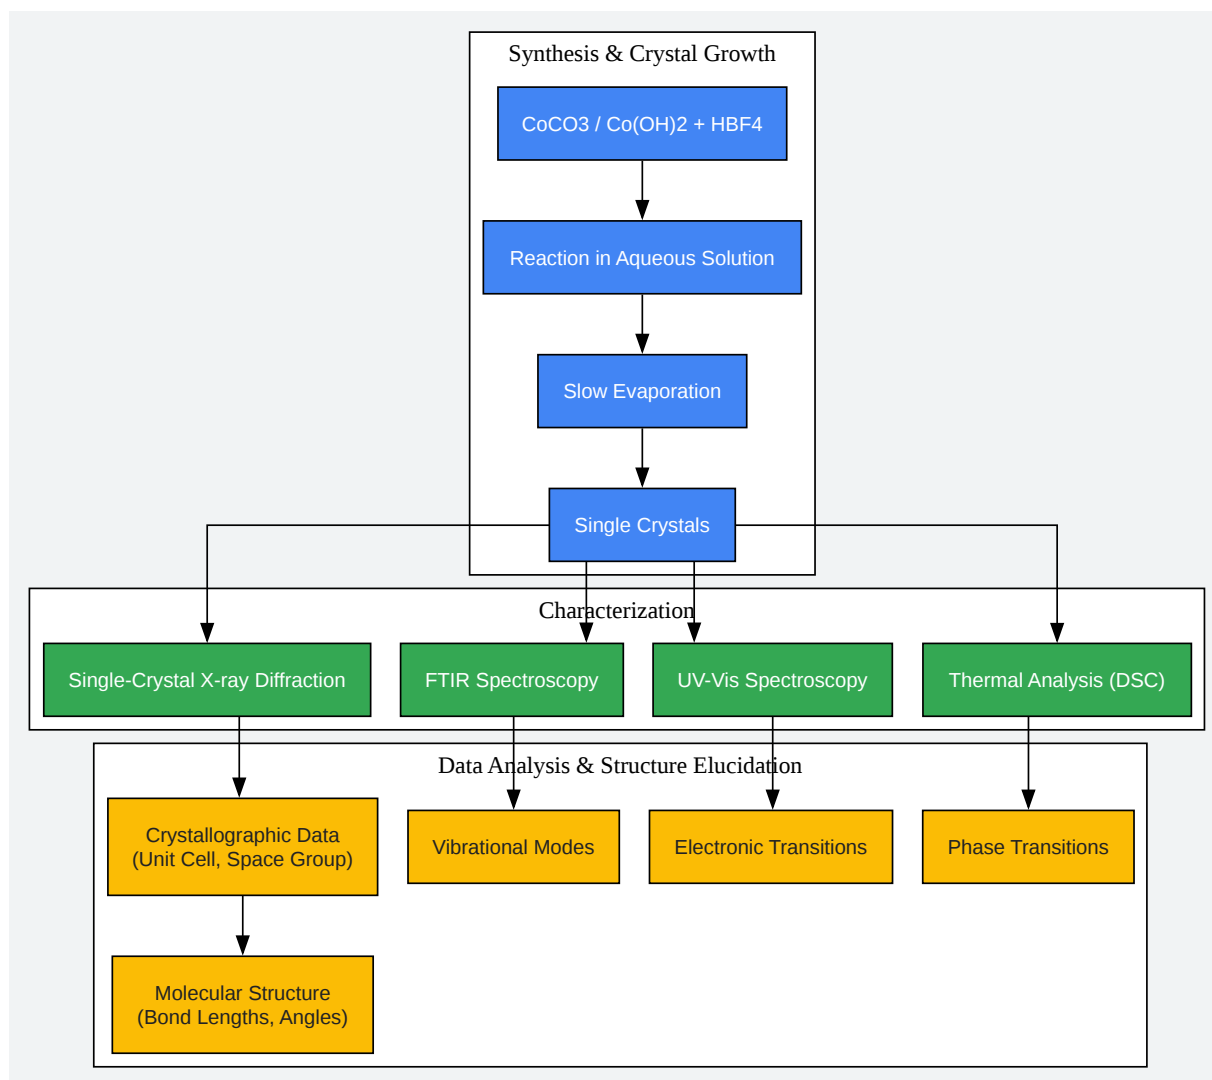 Synthesis & Crystal Growth
CoCO3 / Co(OH)2 + HBF4
Reaction in Aqueous Solution
Slow Evaporation
Single Crystals
Characterization
Single-Crystal X-ray Diffraction
FTIR Spectroscopy
UV-Vis Spectroscopy
Thermal Analysis (DSC)
Data Analysis & Structure Elucidation
Crystallographic Data
(Unit Cell, Space Group)
Vibrational Modes
Electronic Transitions
Phase Transitions
Molecular Structure
(Bond Lengths, Angles)